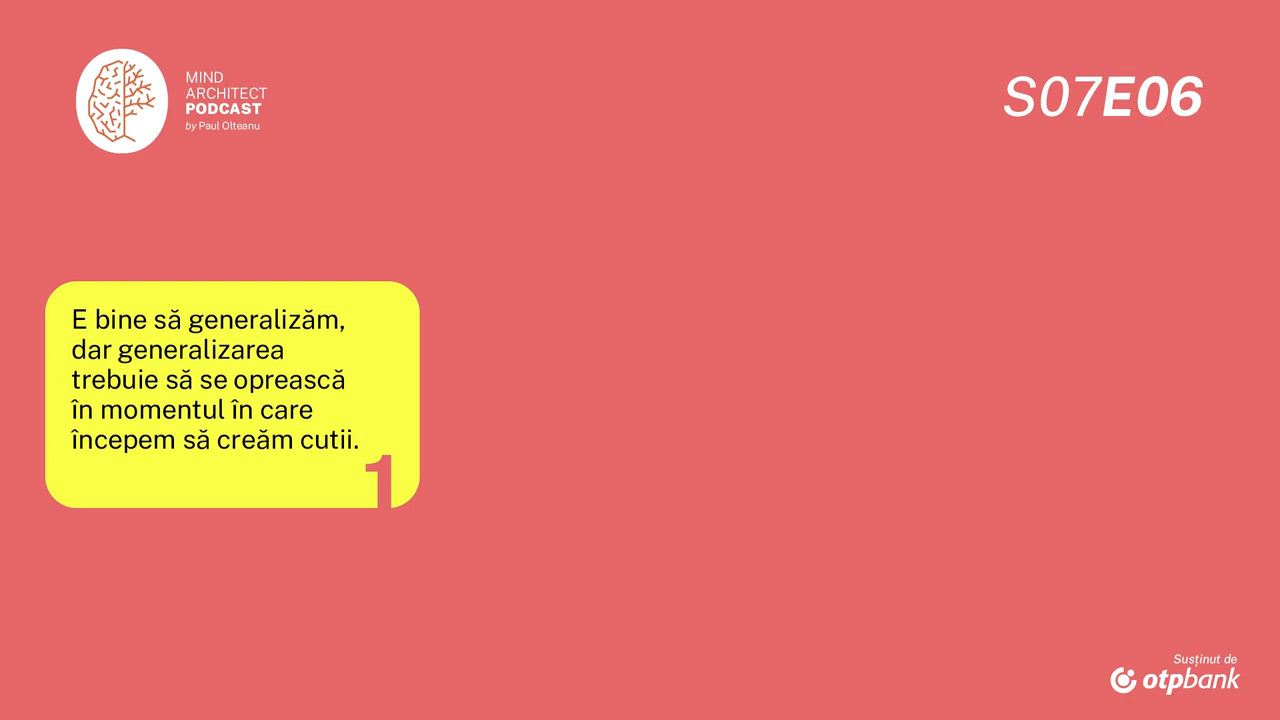 MIND
ARCHITECT
PODCAST
by Paul Olteanu
S07E06
E bine să generalizăm,
dar generalizarea
trebuie să se oprească
în momentul în care
începem să creăm cutii.
1
Susținut de
otpbank